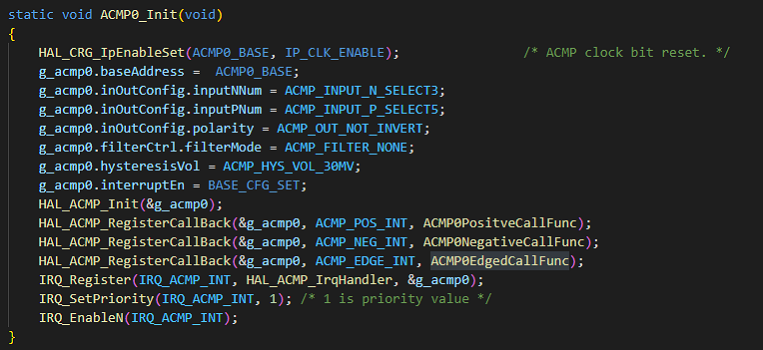 static void ACMP0_Init(void)
{
    HAL_CRG_IpEnableSet(ACMP0_BASE, IP_CLK_ENABLE);               /* ACMP clock bit reset. */
    g_acmp0.baseAddress =  ACMP0_BASE;
    g_acmp0.inOutConfig.inputNNum = ACMP_INPUT_N_SELECT3;
    g_acmp0.inOutConfig.inputPNum = ACMP_INPUT_P_SELECT5;
    g_acmp0.inOutConfig.polarity = ACMP_OUT_NOT_INVERT;
    g_acmp0.filterCtrl.filterMode = ACMP_FILTER_NONE;
    g_acmp0.hysteresisVol = ACMP_HYS_VOL_30MV;
    g_acmp0.interruptEn = BASE_CFG_SET;
    HAL_ACMP_Init(&g_acmp0);
    HAL_ACMP_RegisterCallBack(&g_acmp0, ACMP_POS_INT, ACMP0PositveCallFunc);
    HAL_ACMP_RegisterCallBack(&g_acmp0, ACMP_NEG_INT, ACMP0NegativeCallFunc);
    HAL_ACMP_RegisterCallBack(&g_acmp0, ACMP_EDGE_INT, ACMP0EdgedCallFunc);
    IRQ_Register(IRQ_ACMP_INT, HAL_ACMP_IrqHandler, &g_acmp0);
    IRQ_SetPriority(IRQ_ACMP_INT, 1); /* 1 is priority value */
    IRQ_EnableN(IRQ_ACMP_INT);
}